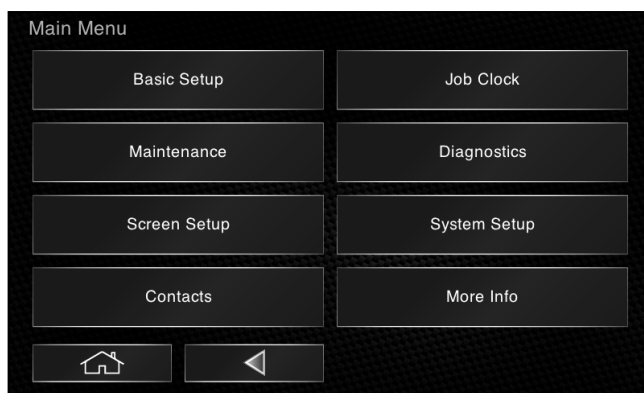 Main Menu
Basic Setup
Job Clock
Maintenance
Diagnostics
Screen Setup
System Setup
Contacts
More Info